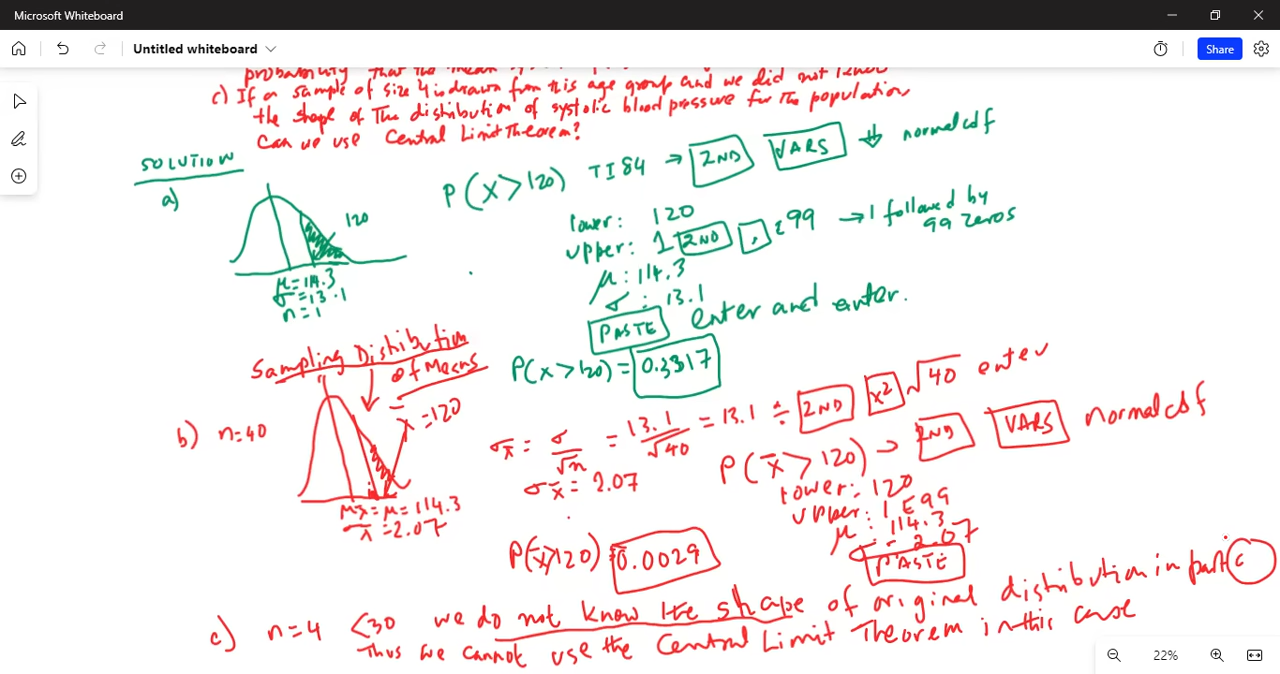 Microsoft Whiteboard
Untitled whiteboard
Share
probability that the mean
c) If a sample of size 4 is drawn from this age group and we did not
the shape of the distribution of systolic blood pressure for the population,
Can we use Central Limit Theorem?
SOLUTION
a)
120
μ=114.3
σ=13.1
n=1
P(X>120) TI84 → 2ND VARS ↓ normalcdf
lower: 120
upper: 1 2ND , E99 → 1 followed by
99 zeros
μ: 114.3
σ: 13.1
PASTE enter and enter.
P(X>120) = 0.3317
Sampling Distribution
of Means
b) n=40
x̄=120
μx̄=μ=114.3
σx̄=2.07
σx̄ = σ/√n = 13.1/√40 = 13.1 ÷ 2ND x² √40 enter
σx̄ = 2.07
P(x̄>120) → 2ND VARS normalcdf
lower: 120
upper: 1E99
μ: 114.3
σ: 2.07
PASTE
P(x̄>120) = 0.0029
c) n=4 <30 we do not know the shape of original distribution in part c
Thus we cannot use the Central Limit Theorem in this case
22%